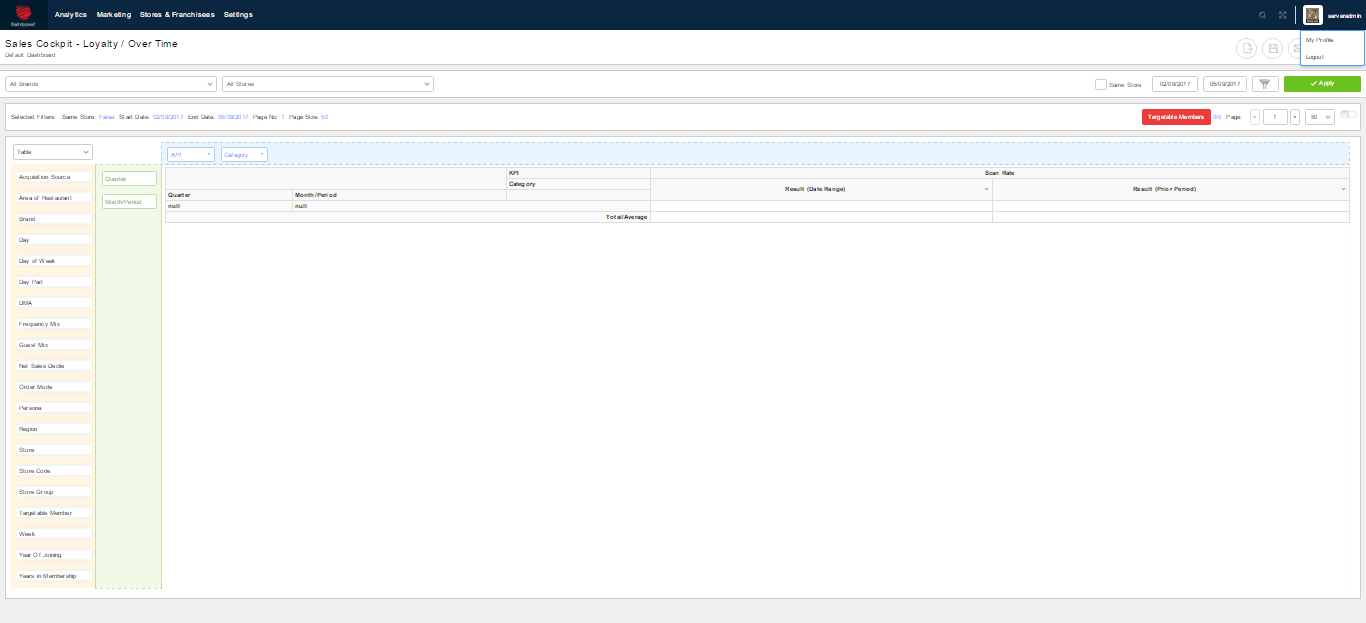 fishbowl
Analytics Marketing Stores & Franchisees Settings
serveradmin
My Profile
Logout
Sales Cockpit - Loyalty / Over Time
Default Dashboard
All Brands
All Stores
Same Store
02/09/2017
05/09/2017
Apply
Selected Filters: Same Store: False Start Date: 02/09/2017 End Date: 05/09/2017 Page No: 1 Page Size: 50
Targetable Members 0/0 Page: < 1 > 50
Table
KPI Category
Acquisition Source
Area of Restaurant
Brand
Day
Day of Week
Day Part
DMA
Frequency Mix
Guest Mix
Net Sales Decile
Order Mode
Persona
Region
Store
Store Code
Store Group
Targetable Member
Week
Year Of Joining
Years in Membership
Quarter
Month/Period
KPI Scan Rate
Category
Result (Date Range) Result (Prior Period)
Quarter Month/Period
null null
Total/Average